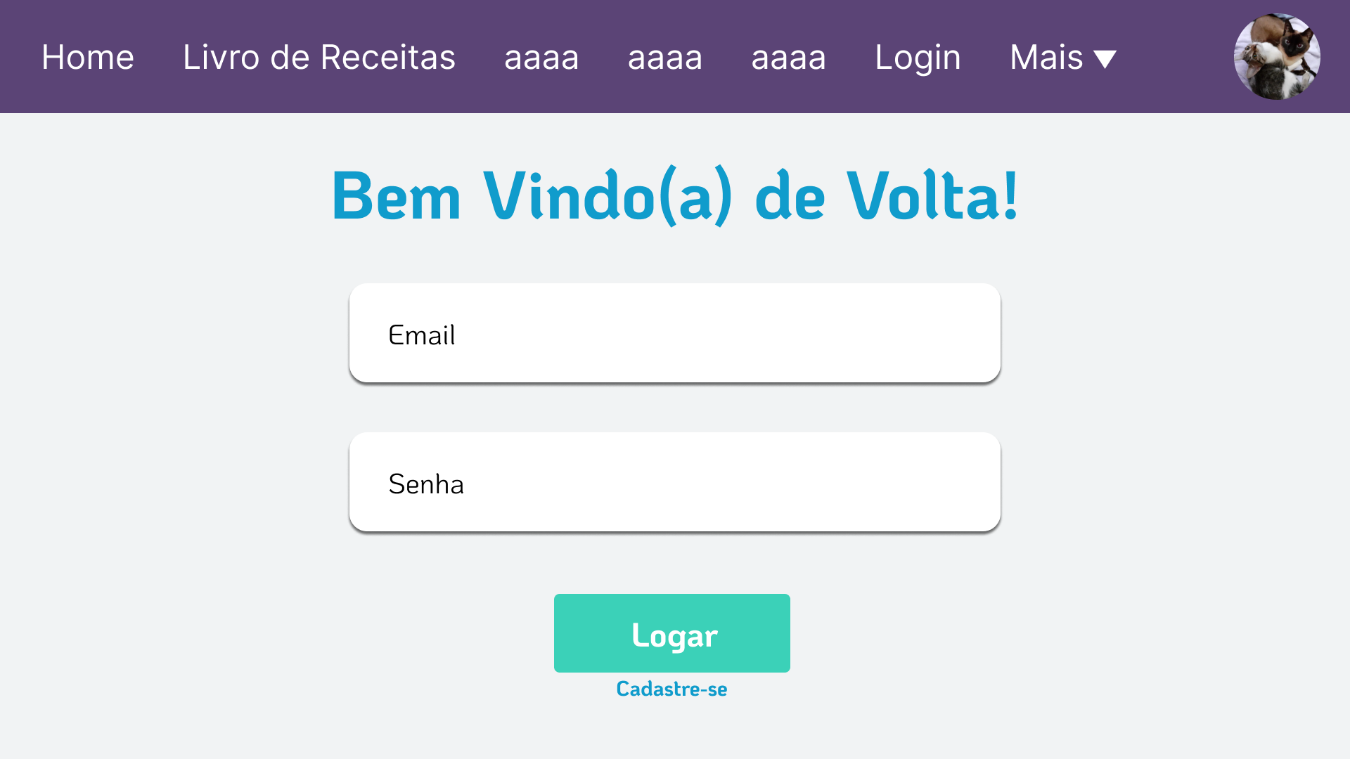 Home Livro de Receitas aaaa aaaa aaaa Login Mais ▼
Bem Vindo(a) de Volta!
Email
Senha
Logar
Cadastre-se